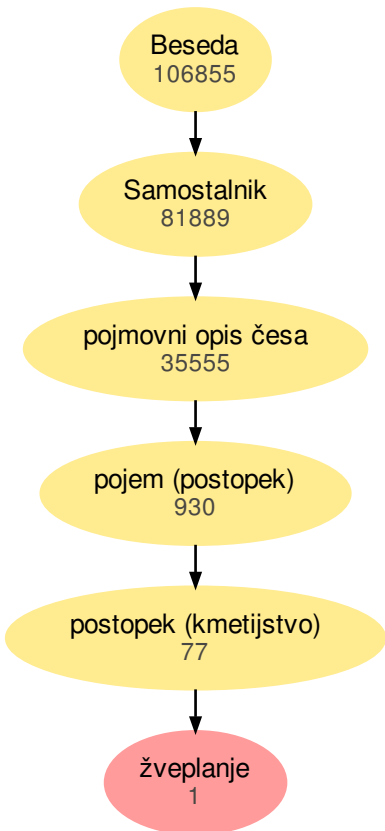 Beseda
106855
Samostalnik
81889
pojmovni opis česa
35555
pojem (postopek)
930
postopek (kmetijstvo)
77
žveplanje
1